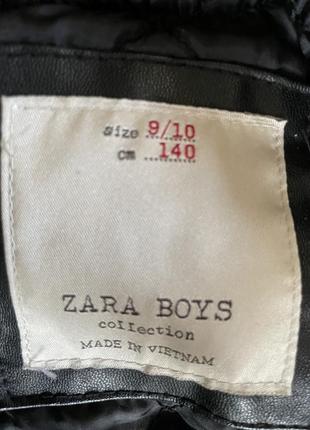 Size 9/10
cm 140
ZARA BOYS
collection
MADE IN VIETNAM